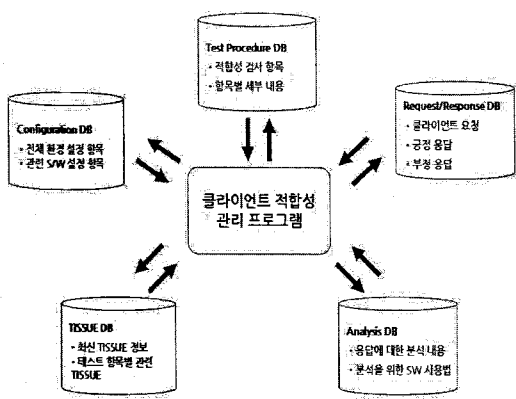 Test Procedure DB
• 적합성 검사 항목
• 항목별 세부 내용
Configuration DB
• 전체 환경 설정 항목
• 관련 S/W 설정 항목
Request/Response DB
• 클라이언트 요청
• 긍정 응답
• 부정 응답
클라이언트 적합성
관리 프로그램
TISSUE DB
• 최신 TISSUE 정보
• 테스트 항목별 관련
TISSUE
Analysis DB
• 응답에 대한 분석 내용
• 분석을 위한 SW 사용법